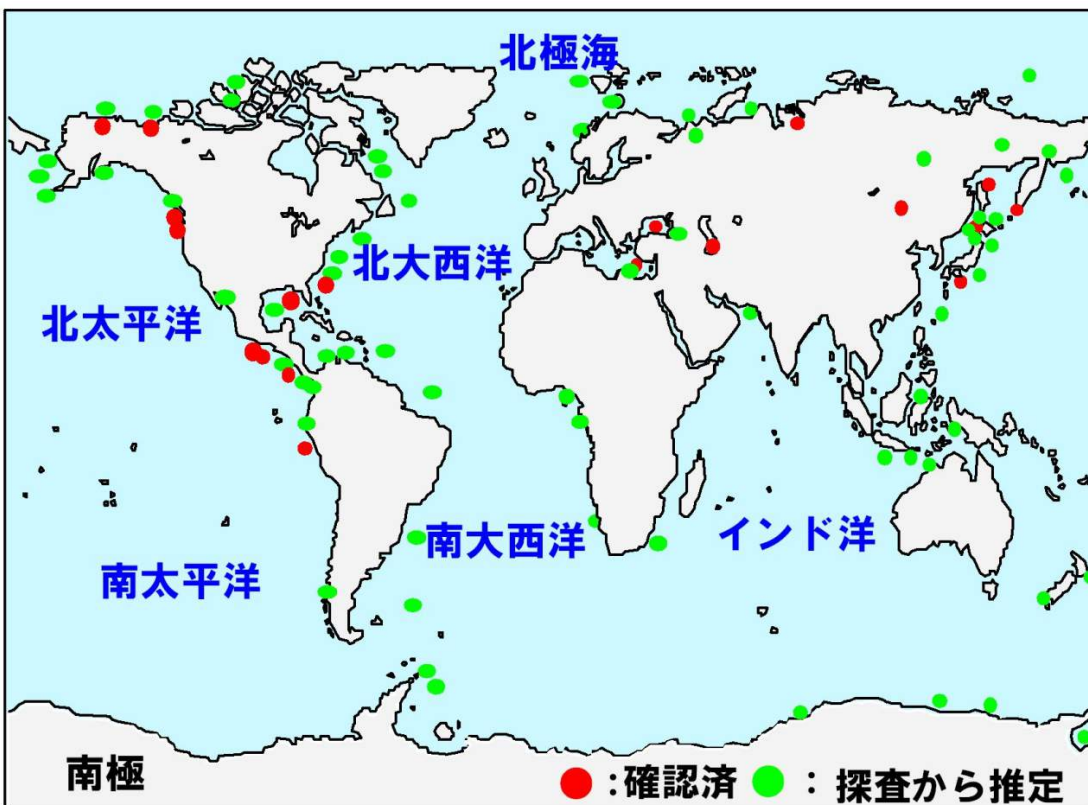 北極海
北大西洋
北太平洋
南大西洋
インド洋
南太平洋
南極
:確認済
: 探査から推定